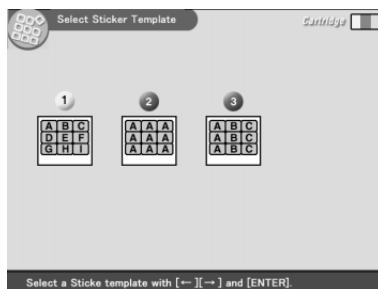 Select Sticker Template
Cartridge
1 2 3
A B C A A A A B C
D E F A A A A B C
G H I A A A A B C
Select a Sticke template with [←][→] and [ENTER].